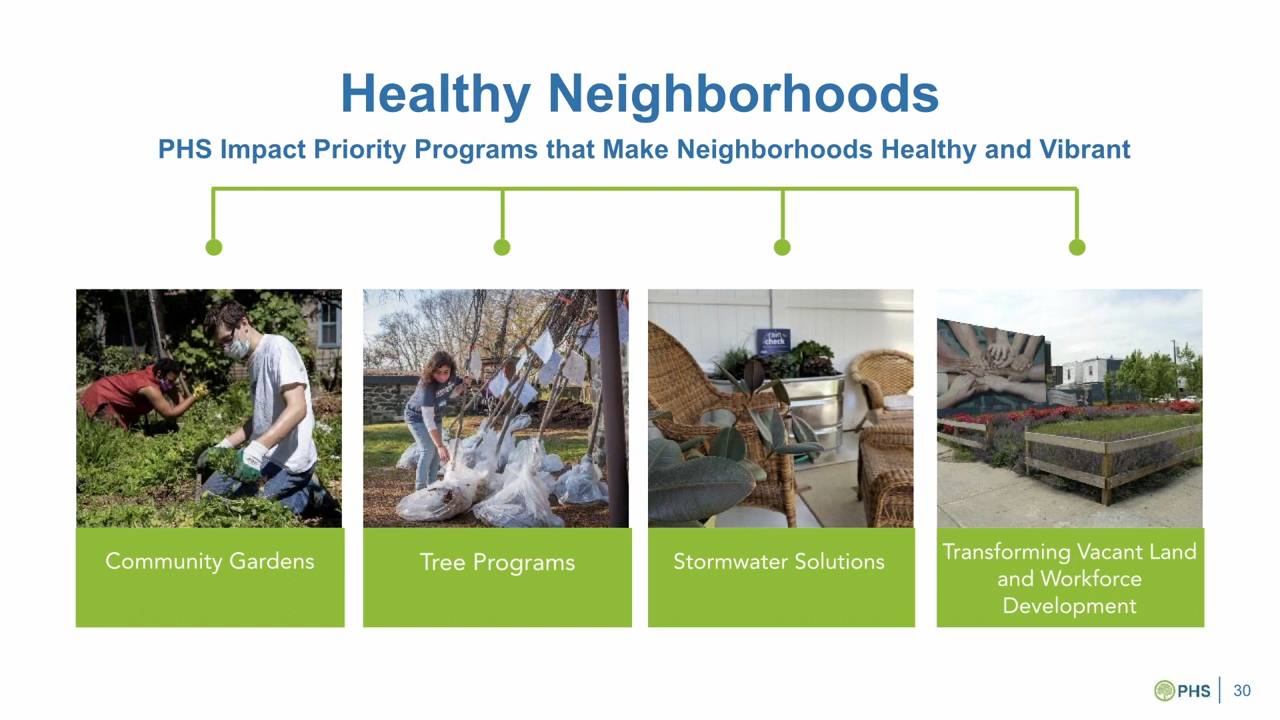 Healthy Neighborhoods
PHS Impact Priority Programs that Make Neighborhoods Healthy and Vibrant
check
Community Gardens
Tree Programs
Stormwater Solutions
Transforming Vacant Land
and Workforce
Development
PHS
30